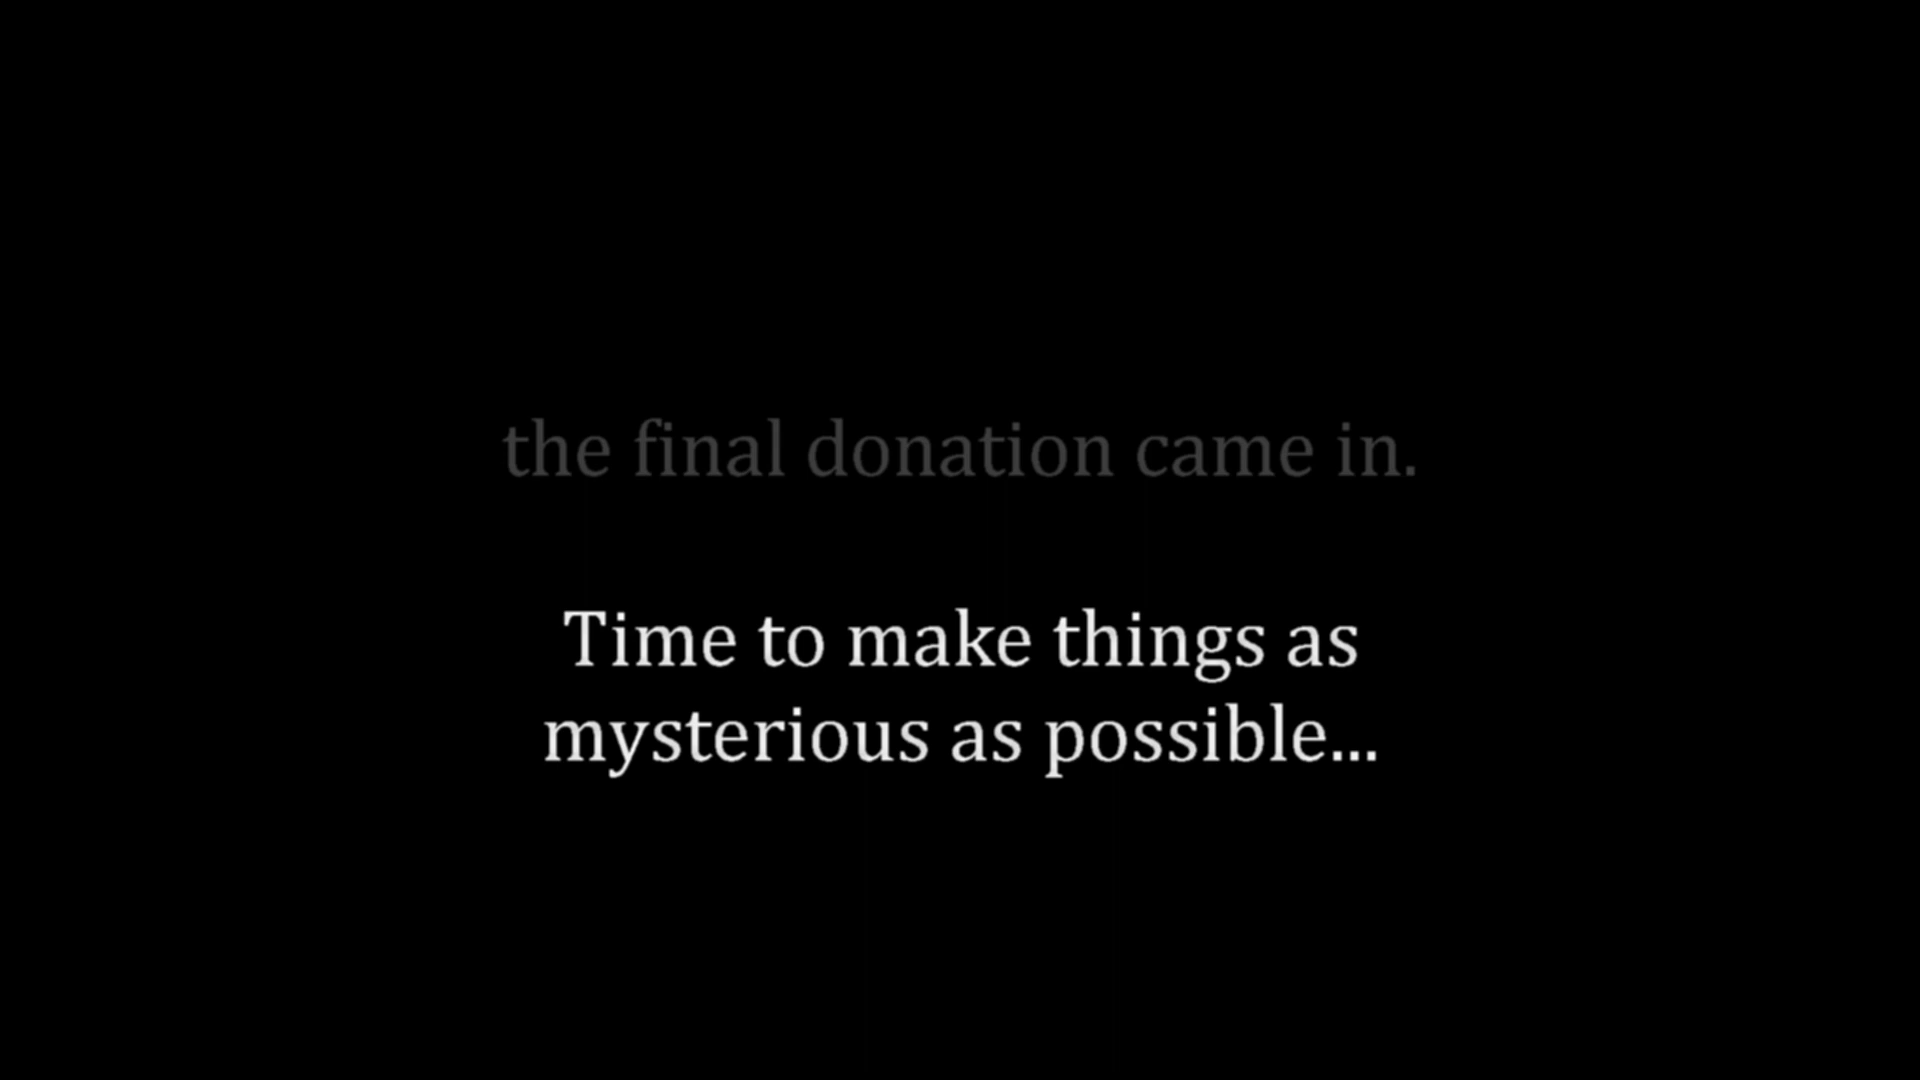 the final donation came in.
Time to make things as
mysterious as possible...